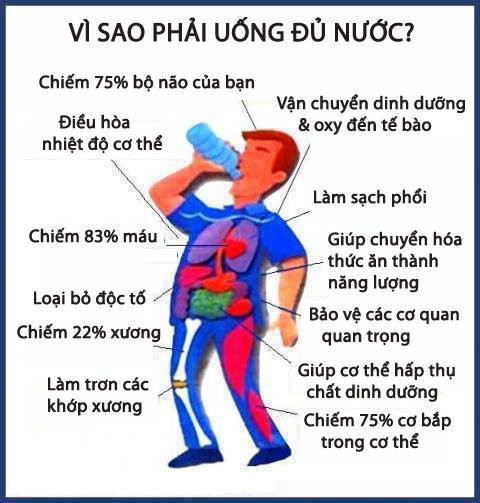 VÌ SAO PHẢI UỐNG ĐỦ NƯỚC?
Chiếm 75% bộ não của bạn
Vận chuyển dinh dưỡng
& oxy đến tế bào
Điều hòa
nhiệt độ cơ thể
Làm sạch phổi
Chiếm 83% máu
Giúp chuyển hóa
thức ăn thành
năng lượng
Loại bỏ độc tố
Bảo vệ các cơ quan
quan trọng
Chiếm 22% xương
Giúp cơ thể hấp thụ
chất dinh dưỡng
Làm trơn các
khớp xương
Chiếm 75% cơ bắp
trong cơ thể